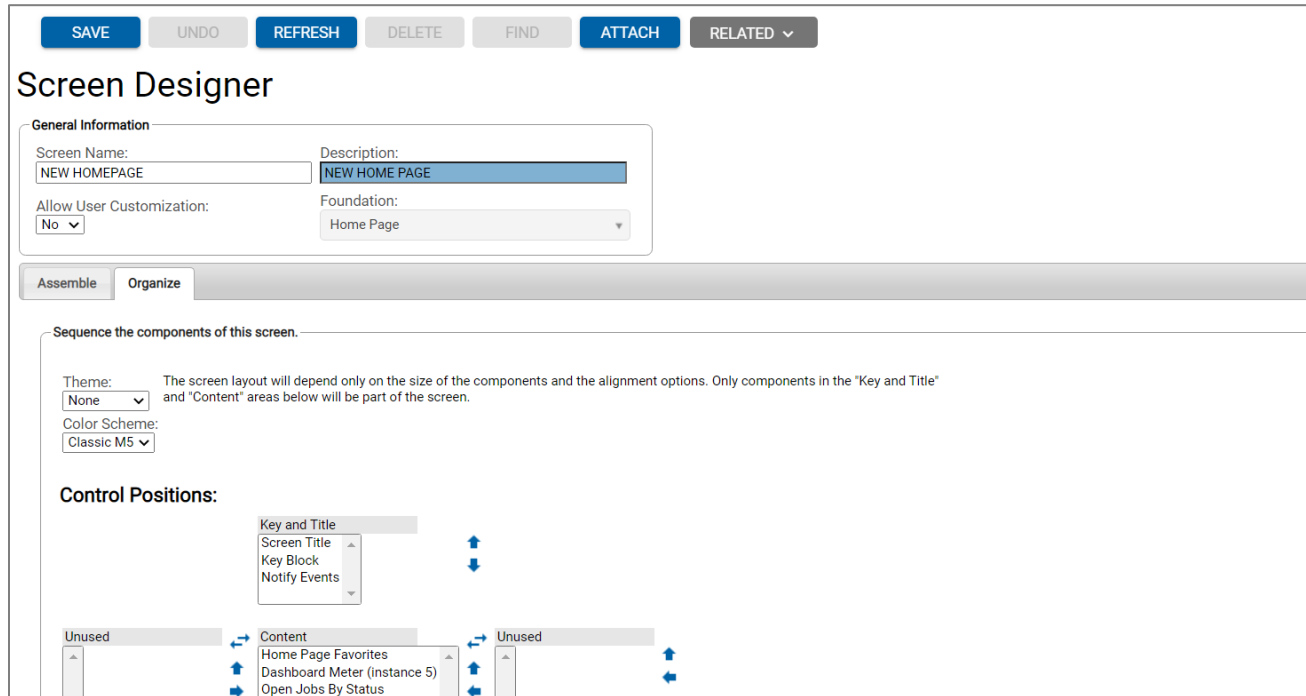 SAVE UNDO REFRESH DELETE FIND ATTACH RELATED
Screen Designer
General Information
Screen Name: Description:
NEW HOMEPAGE NEW HOME PAGE
Allow User Customization: Foundation:
No Home Page
Assemble Organize
Sequence the components of this screen.
Theme: The screen layout will depend only on the size of the components and the alignment options. Only components in the "Key and Title"
None and "Content" areas below will be part of the screen.
Color Scheme:
Classic M5
Control Positions:
Key and Title
Screen Title
Key Block
Notify Events
Unused Content Unused
Home Page Favorites
Dashboard Meter (instance 5)
Open Jobs By Status